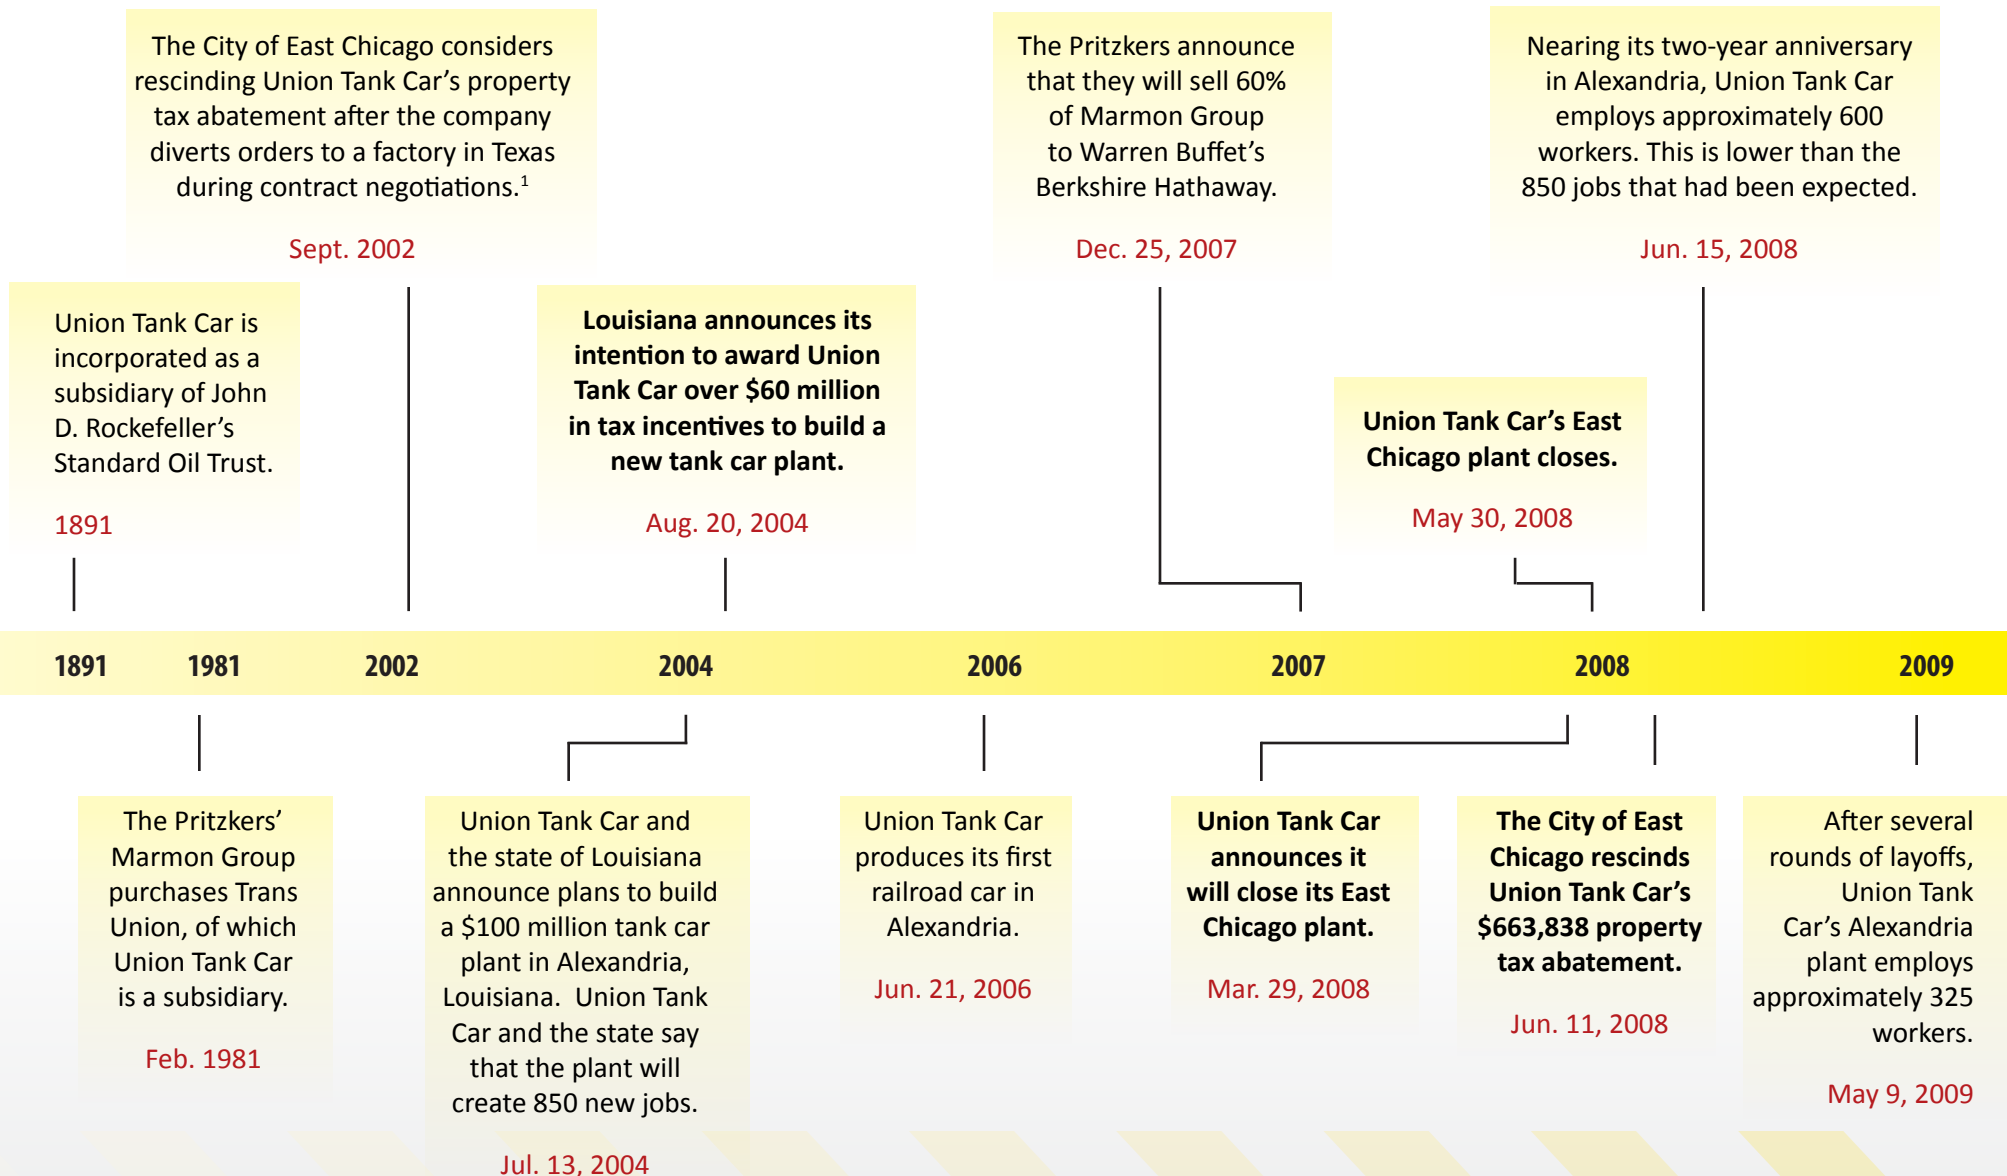 The City of East Chicago considers
rescinding Union Tank Car’s property
tax abatement after the company
diverts orders to a factory in Texas
during contract negotiations.1
Sept. 2002
The Pritzkers announce
that they will sell 60%
of Marmon Group
to Warren Buffet’s
Berkshire Hathaway.
Dec. 25, 2007
Nearing its two-year anniversary
in Alexandria, Union Tank Car
employs approximately 600
workers. This is lower than the
850 jobs that had been expected.
Jun. 15, 2008
Union Tank Car is
incorporated as a
subsidiary of John
D. Rockefeller’s
Standard Oil Trust.
1891
Louisiana announces its
intention to award Union
Tank Car over $60 million
in tax incentives to build a
new tank car plant.
Aug. 20, 2004
Union Tank Car’s East
Chicago plant closes.
May 30, 2008
1891 1981 2002 2004 2006 2007 2008 2009
The Pritzkers’
Marmon Group
purchases Trans
Union, of which
Union Tank Car
is a subsidiary.
Feb. 1981
Union Tank Car and
the state of Louisiana
announce plans to build
a $100 million tank car
plant in Alexandria,
Louisiana.  Union Tank
Car and the state say
that the plant will
create 850 new jobs.
Jul. 13, 2004
Union Tank Car
produces its first
railroad car in
Alexandria.
Jun. 21, 2006
Union Tank Car
announces it
will close its East
Chicago plant.
Mar. 29, 2008
The City of East
Chicago rescinds
Union Tank Car’s
$663,838 property
tax abatement.
Jun. 11, 2008
After several
rounds of layoffs,
Union Tank
Car’s Alexandria
plant employs
approximately 325
workers.
May 9, 2009